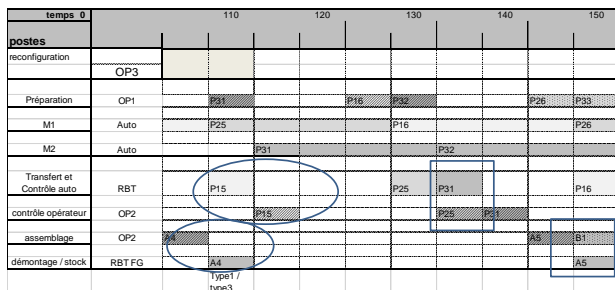 temps 0 110 120 130 140 150
postes
reconfiguration
OP3
Préparation OP1 P31 P16 P32 P26 P33
M1 Auto P25 P16 P26
M2 Auto P31 P32
Transfert et
Contrôle auto RBT P15 P25 P31 P16
contrôle opérateur OP2 P15 P25 P31
assemblage OP2 A4 A5 B1
démontage / stock RBT FG A4 A5
Type1 /
type3